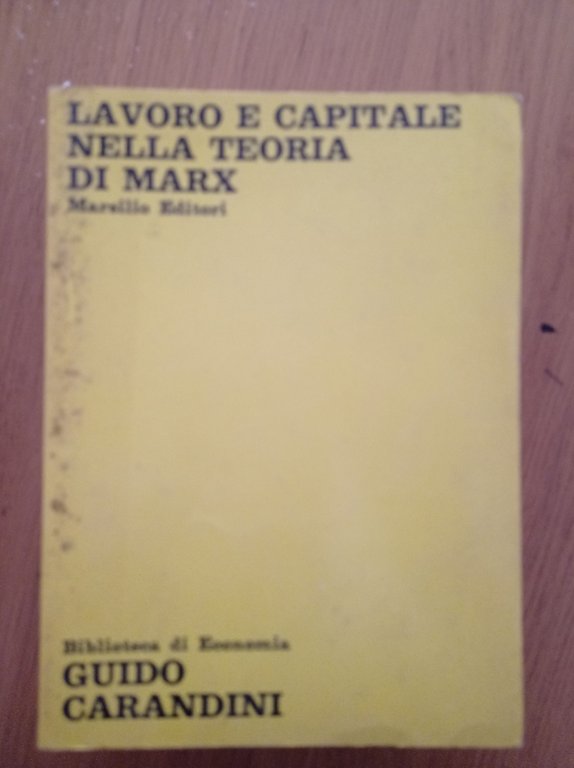 LAVORO E CAPITALE
NELLA TEORIA
DI MARX
Marsilio Editori
Biblioteca di Economia
GUIDO
CARANDINI